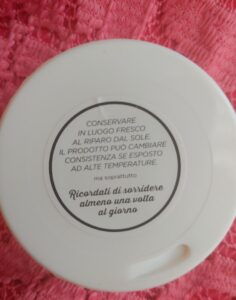 CONSERVARE
IN LUOGO FRESCO
AL RIPARO DAL SOLE.
IL PRODOTTO PUÒ CAMBIARE
CONSISTENZA SE ESPOSTO
AD ALTE TEMPERATURE.
ma soprattutto
Ricordati di sorridere
almeno una volta
al giorno